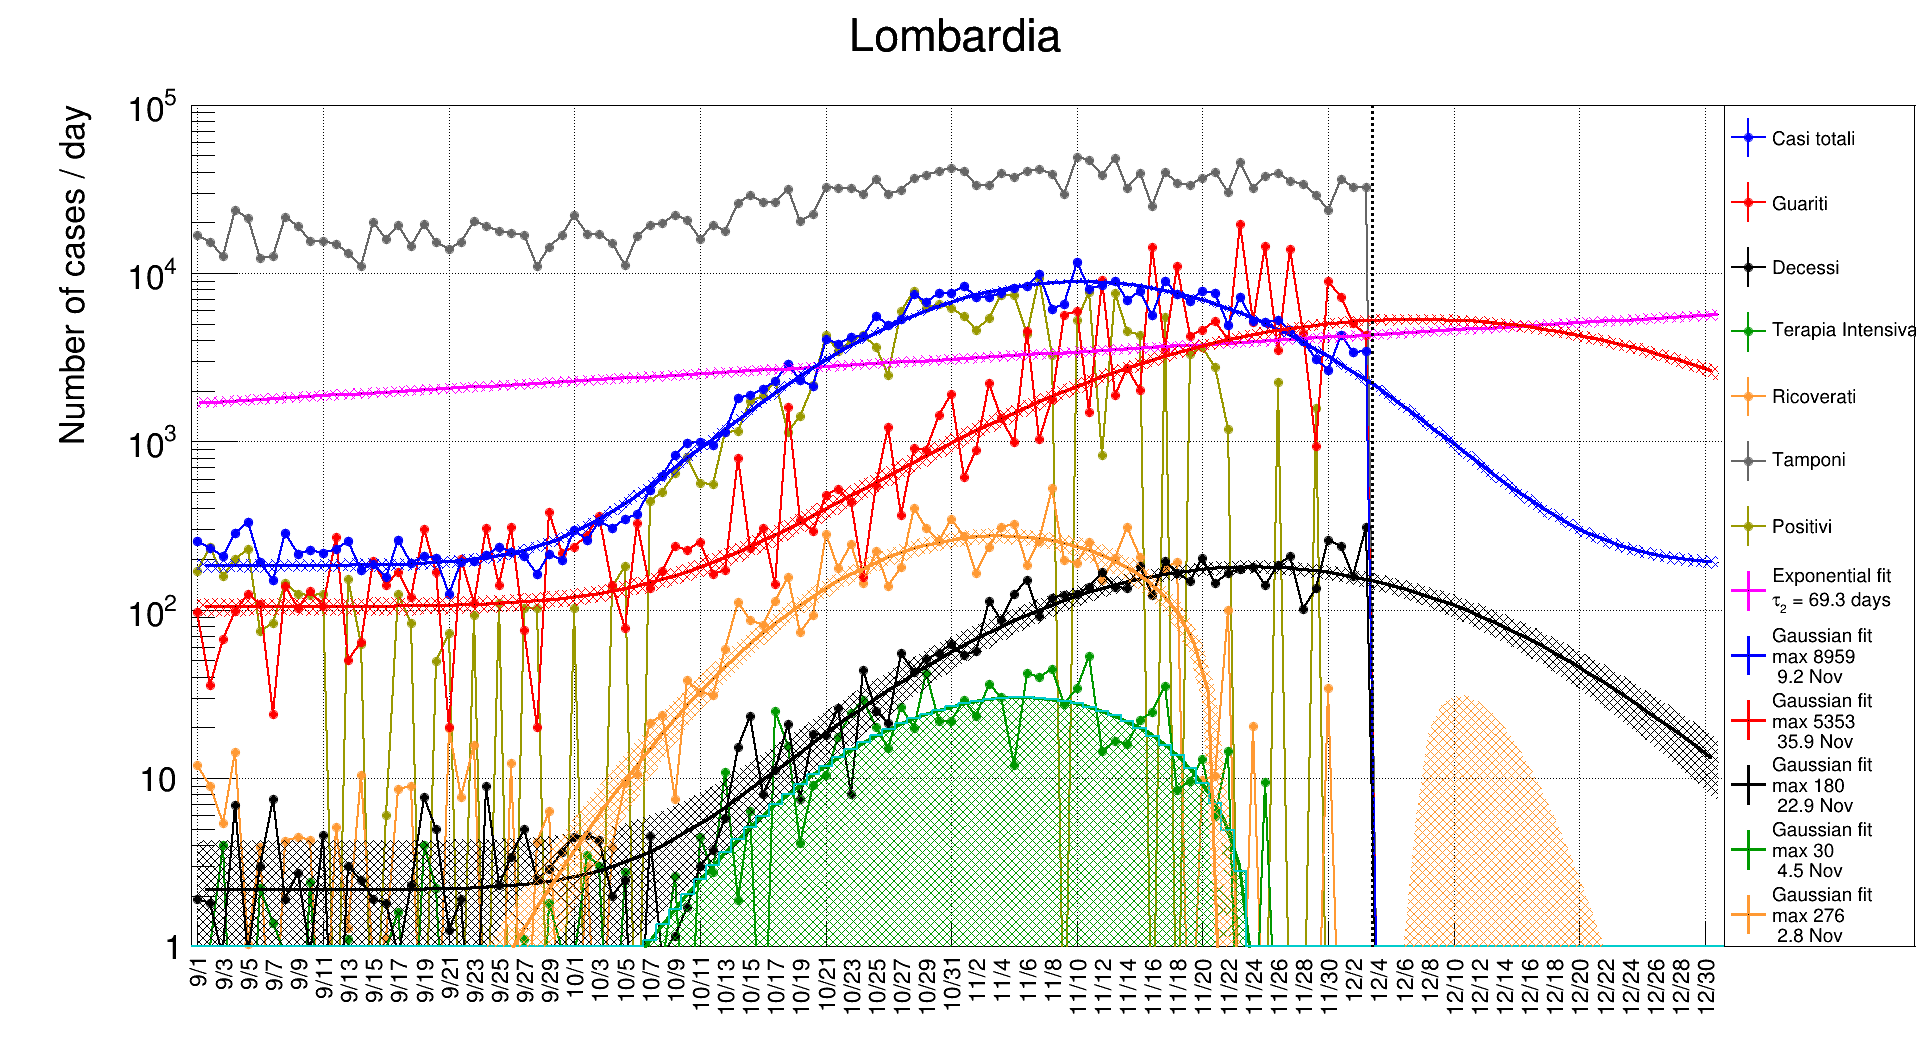 Lombardia
Number of cases / day
10^5
10^4
10^3
10^2
10
1
9/1 9/3 9/5 9/7 9/9 9/11 9/13 9/15 9/17 9/19 9/21 9/23 9/25 9/27 9/29 10/1 10/3 10/5 10/7 10/9 10/11 10/13 10/15 10/17 10/19 10/21 10/23 10/25 10/27 10/29 10/31 11/2 11/4 11/6 11/8 11/10 11/12 11/14 11/16 11/18 11/20 11/22 11/24 11/26 11/28 11/30 12/2 12/4 12/6 12/8 12/10 12/12 12/14 12/16 12/18 12/20 12/22 12/24 12/26 12/28 12/30
Casi totali
Guariti
Decessi
Terapia Intensiva
Ricoverati
Tamponi
Positivi
Exponential fit
τ2 = 69.3 days
Gaussian fit
max 8959
9.2 Nov
Gaussian fit
max 5353
35.9 Nov
Gaussian fit
max 180
22.9 Nov
Gaussian fit
max 30
4.5 Nov
Gaussian fit
max 276
2.8 Nov